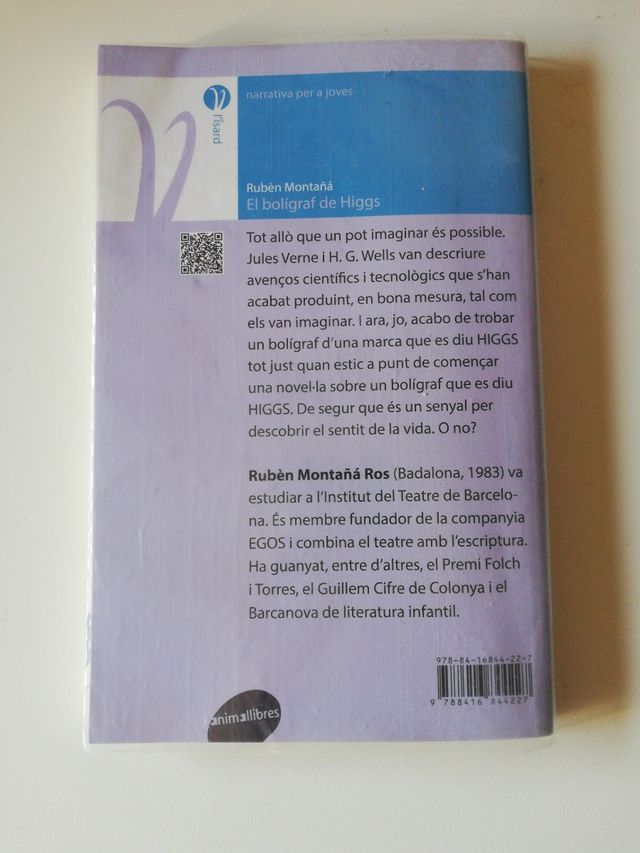 narrativa per a joves
l'isard
Rubèn Montañá
El bolígraf de Higgs
Tot allò que un pot imaginar és possible.
Jules Verne i H. G. Wells van descriure
avenços científics i tecnològics que s'han
acabat produint, en bona mesura, tal com
els van imaginar. I ara, jo, acabo de trobar
un bolígraf d'una marca que es diu HIGGS
tot just quan estic a punt de començar
una novel·la sobre un bolígraf que es diu
HIGGS. De segur que és un senyal per
descobrir el sentit de la vida. O no?
Rubèn Montañá Ros (Badalona, 1983) va
estudiar a l'Institut del Teatre de Barcelo-
na. És membre fundador de la companyia
EGOS i combina el teatre amb l'escriptura.
Ha guanyat, entre d'altres, el Premi Folch
i Torres, el Guillem Cifre de Colonya i el
Barcanova de literatura infantil.
978-84-16844-22-7
9 788416 844227
animallibres